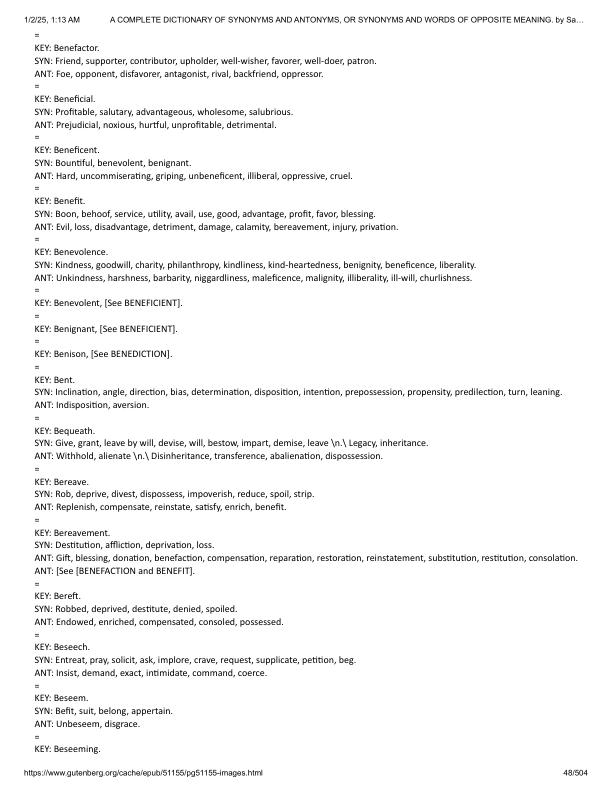 1/2/25, 1:13 AM A COMPLETE DICTIONARY OF SYNONYMS AND ANTONYMS, OR SYNONYMS AND WORDS OF OPPOSITE MEANING. by Sa…
=
KEY: Benefactor.
SYN: Friend, supporter, contributor, upholder, well-wisher, favorer, well-doer, patron.
ANT: Foe, opponent, disfavorer, antagonist, rival, backfriend, oppressor.
=
KEY: Beneficial.
SYN: Profitable, salutary, advantageous, wholesome, salubrious.
ANT: Prejudicial, noxious, hurtful, unprofitable, detrimental.
=
KEY: Beneficent.
SYN: Bountiful, benevolent, benignant.
ANT: Hard, uncommiserating, griping, unbeneficent, illiberal, oppressive, cruel.
=
KEY: Benefit.
SYN: Boon, behoof, service, utility, avail, use, good, advantage, profit, favor, blessing.
ANT: Evil, loss, disadvantage, detriment, damage, calamity, bereavement, injury, privation.
=
KEY: Benevolence.
SYN: Kindness, goodwill, charity, philanthropy, kindliness, kind-heartedness, benignity, beneficence, liberality.
ANT: Unkindness, harshness, barbarity, niggardliness, maleficence, malignity, illiberality, ill-will, churlishness.
=
KEY: Benevolent, [See BENEFICIENT].
=
KEY: Benignant, [See BENEFICIENT].
=
KEY: Benison, [See BENEDICTION].
=
KEY: Bent.
SYN: Inclination, angle, direction, bias, determination, disposition, intention, prepossession, propensity, predilection, turn, leaning.
ANT: Indisposition, aversion.
=
KEY: Bequeath.
SYN: Give, grant, leave by will, devise, will, bestow, impart, demise, leave \n.\ Legacy, inheritance.
ANT: Withhold, alienate \n.\ Disinheritance, transference, abalienation, dispossession.
=
KEY: Bereave.
SYN: Rob, deprive, divest, dispossess, impoverish, reduce, spoil, strip.
ANT: Replenish, compensate, reinstate, satisfy, enrich, benefit.
=
KEY: Bereavement.
SYN: Destitution, affliction, deprivation, loss.
ANT: Gift, blessing, donation, benefaction, compensation, reparation, restoration, reinstatement, substitution, restitution, consolation.
ANT: [See [BENEFACTION and BENEFIT].
=
KEY: Bereft.
SYN: Robbed, deprived, destitute, denied, spoiled.
ANT: Endowed, enriched, compensated, consoled, possessed.
=
KEY: Beseech.
SYN: Entreat, pray, solicit, ask, implore, crave, request, supplicate, petition, beg.
ANT: Insist, demand, exact, intimidate, command, coerce.
=
KEY: Beseem.
SYN: Befit, suit, belong, appertain.
ANT: Unbeseem, disgrace.
=
KEY: Beseeming.
https://www.gutenberg.org/cache/epub/51155/pg51155-images.html 48/504